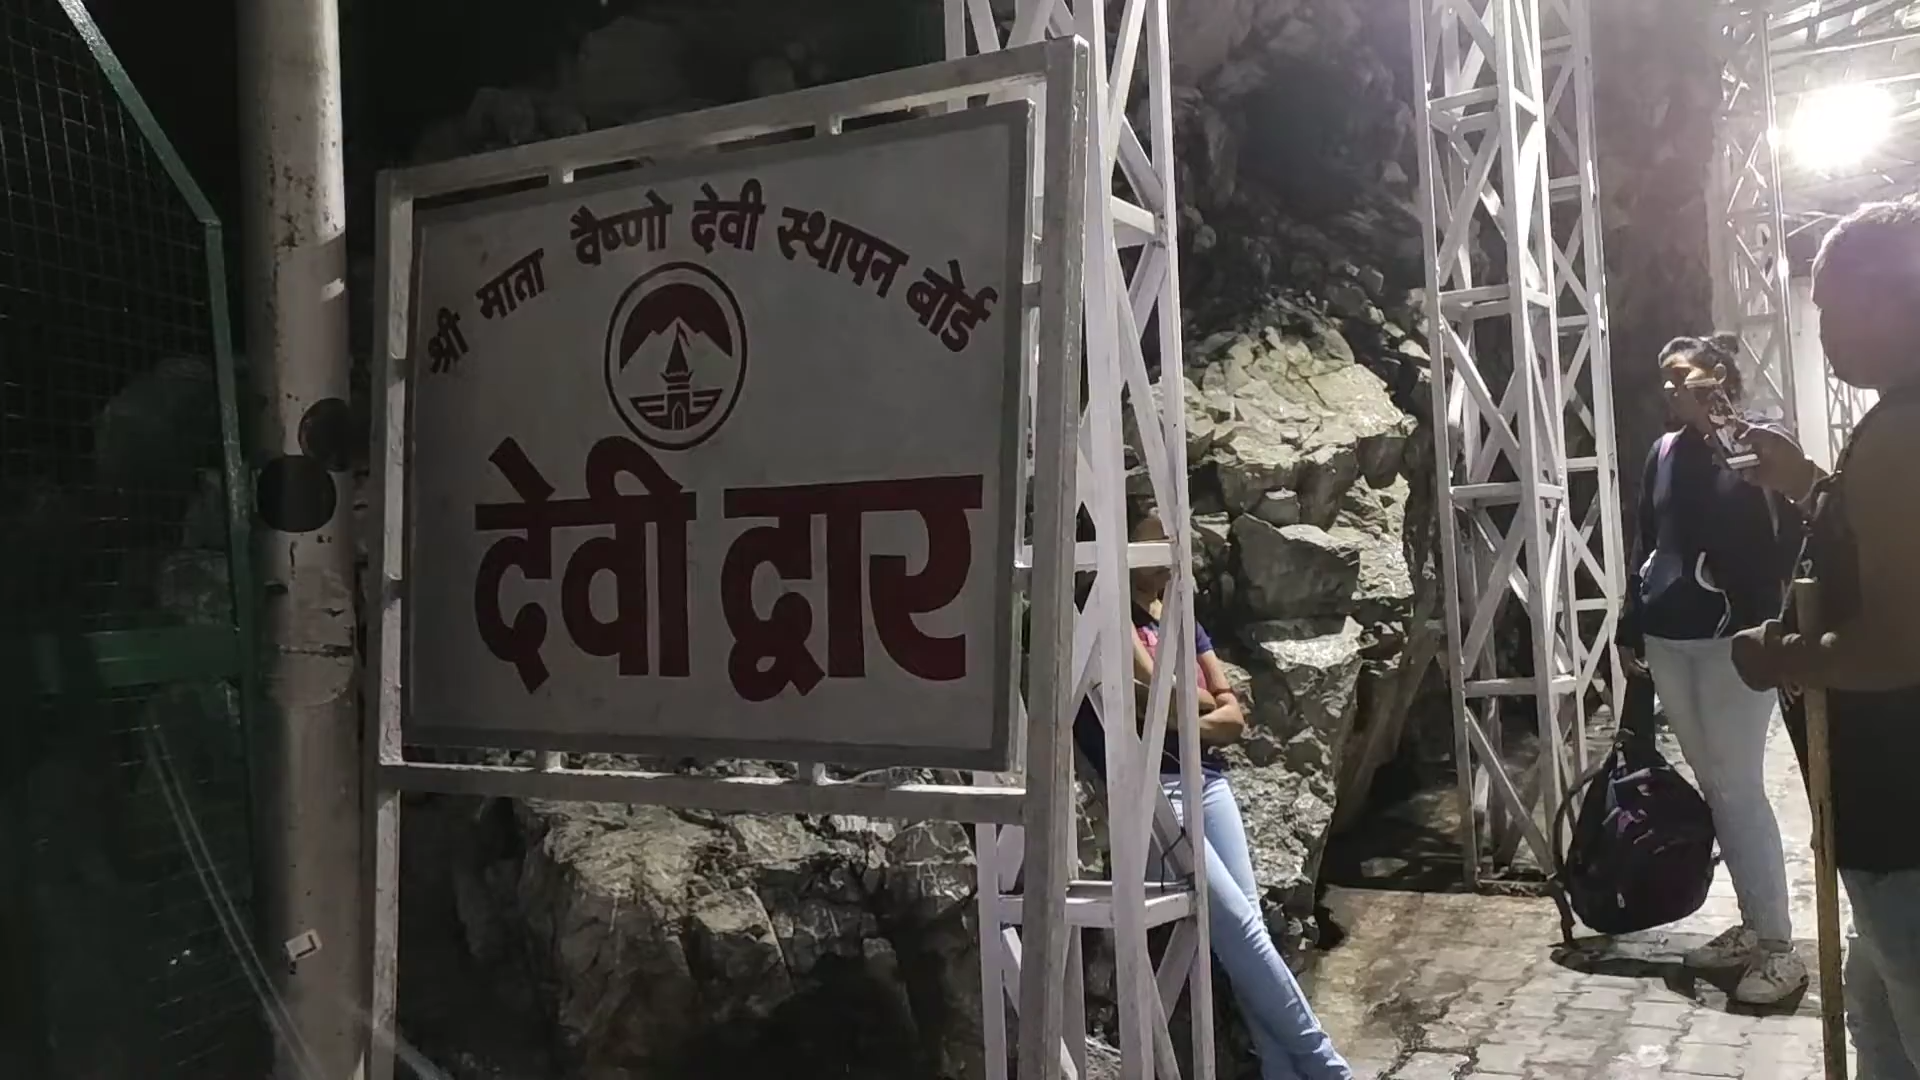 श्री माता वैष्णो देवी स्थापन बोर्ड
देवी द्वार